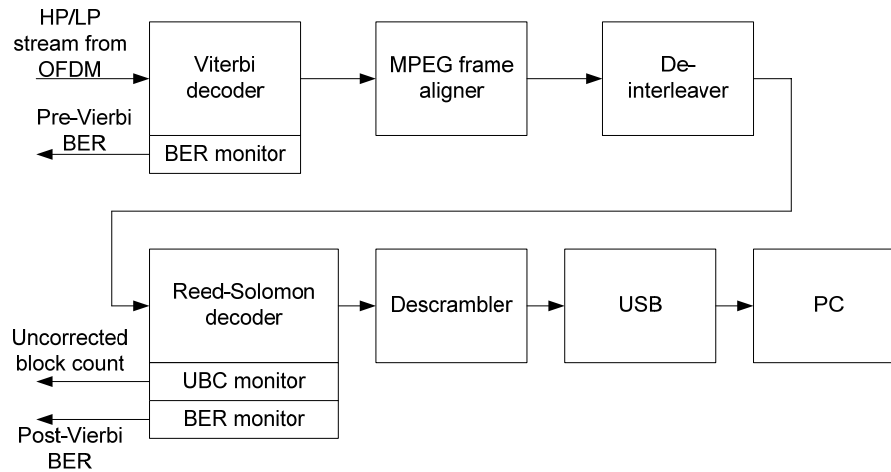 HP/LP
stream from
OFDM
Viterbi
decoder
MPEG frame
aligner
De-
interleaver
Pre-Vierbi
BER
BER monitor
Reed-Solomon
decoder
Descrambler
USB
PC
Uncorrected
block count
UBC monitor
BER monitor
Post-Vierbi
BER